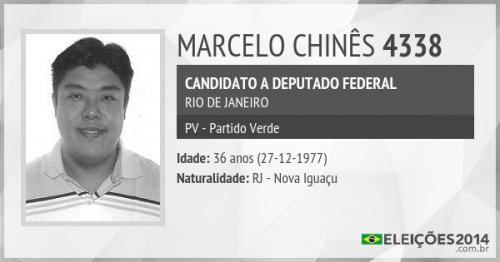 MARCELO CHINÊS 4338
CANDIDATO A DEPUTADO FEDERAL
RIO DE JANEIRO
PV - Partido Verde
Idade: 36 anos (27-12-1977)
Naturalidade: RJ - Nova Iguaçu
ELEIÇÕES2014
.com.br